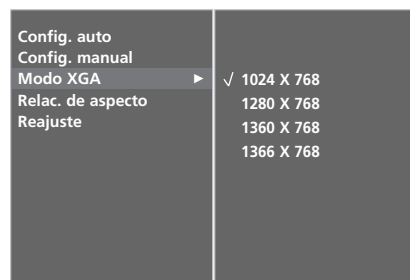 Config. auto
Config. manual
Modo XGA ►
Relac. de aspecto
Reajuste
√ 1024 X 768
1280 X 768
1360 X 768
1366 X 768